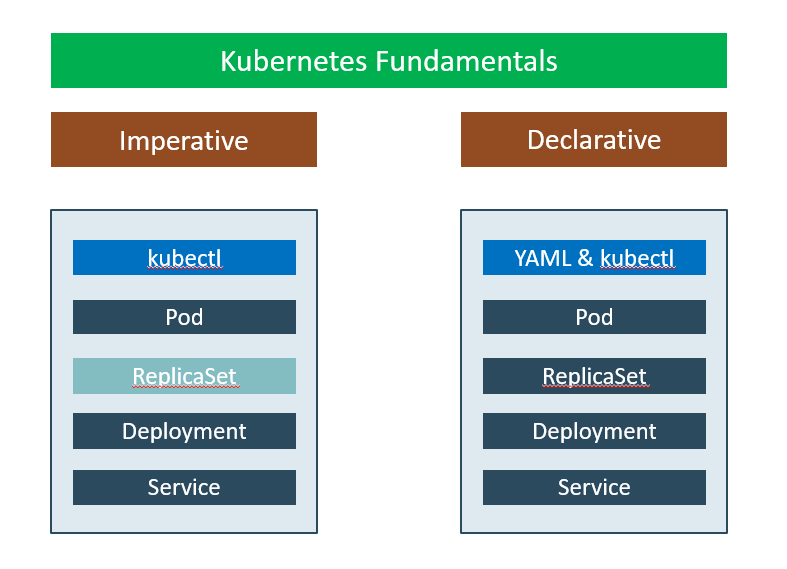 Kubernetes Fundamentals
Imperative
Declarative
kubectl
Pod
ReplicaSet
Deployment
Service
YAML & kubectl
Pod
ReplicaSet
Deployment
Service